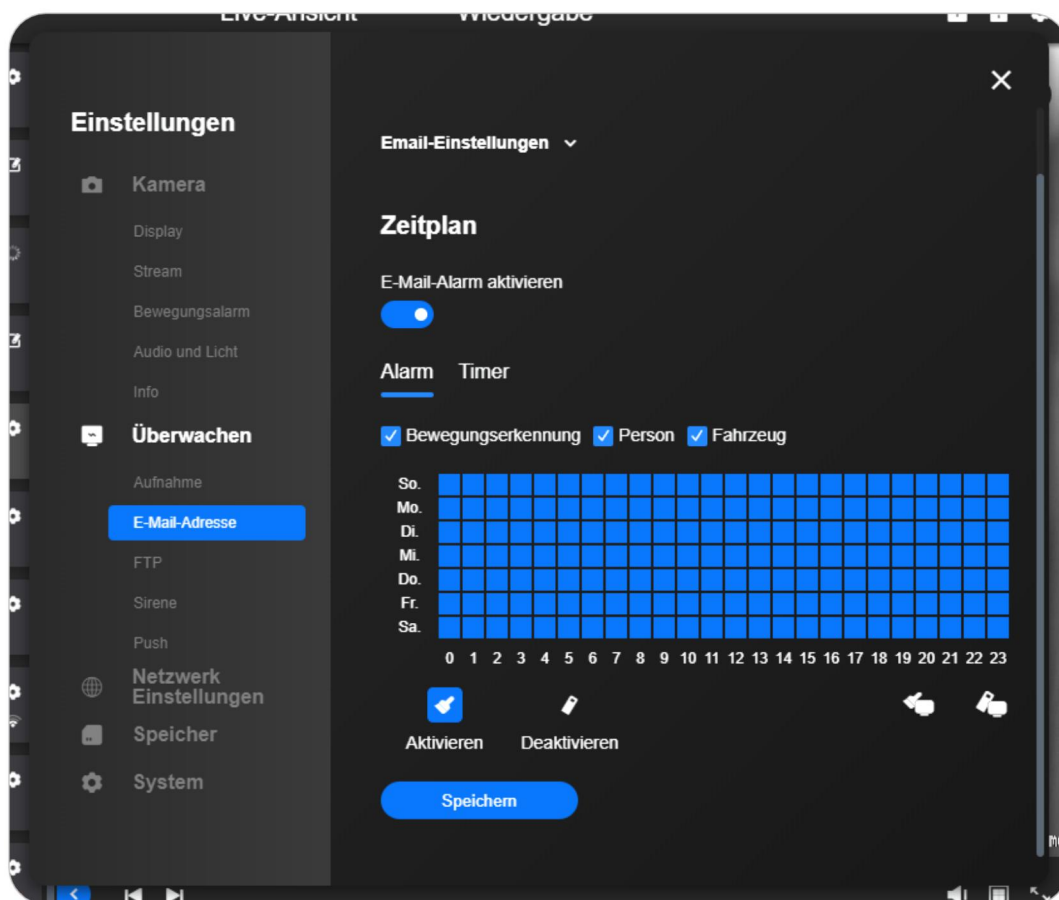 Live-Ansicht Wiedergabe
Einstellungen
Kamera
Display
Stream
Bewegungsalarm
Audio und Licht
Info
Überwachen
Aufnahme
E-Mail-Adresse
FTP
Sirene
Push
Netzwerk
Einstellungen
Speicher
System
Email-Einstellungen
Zeitplan
E-Mail-Alarm aktivieren
Alarm Timer
Bewegungserkennung Person Fahrzeug
So.
Mo.
Di.
Mi.
Do.
Fr.
Sa.
0 1 2 3 4 5 6 7 8 9 10 11 12 13 14 15 16 17 18 19 20 21 22 23
Aktivieren Deaktivieren
Speichern